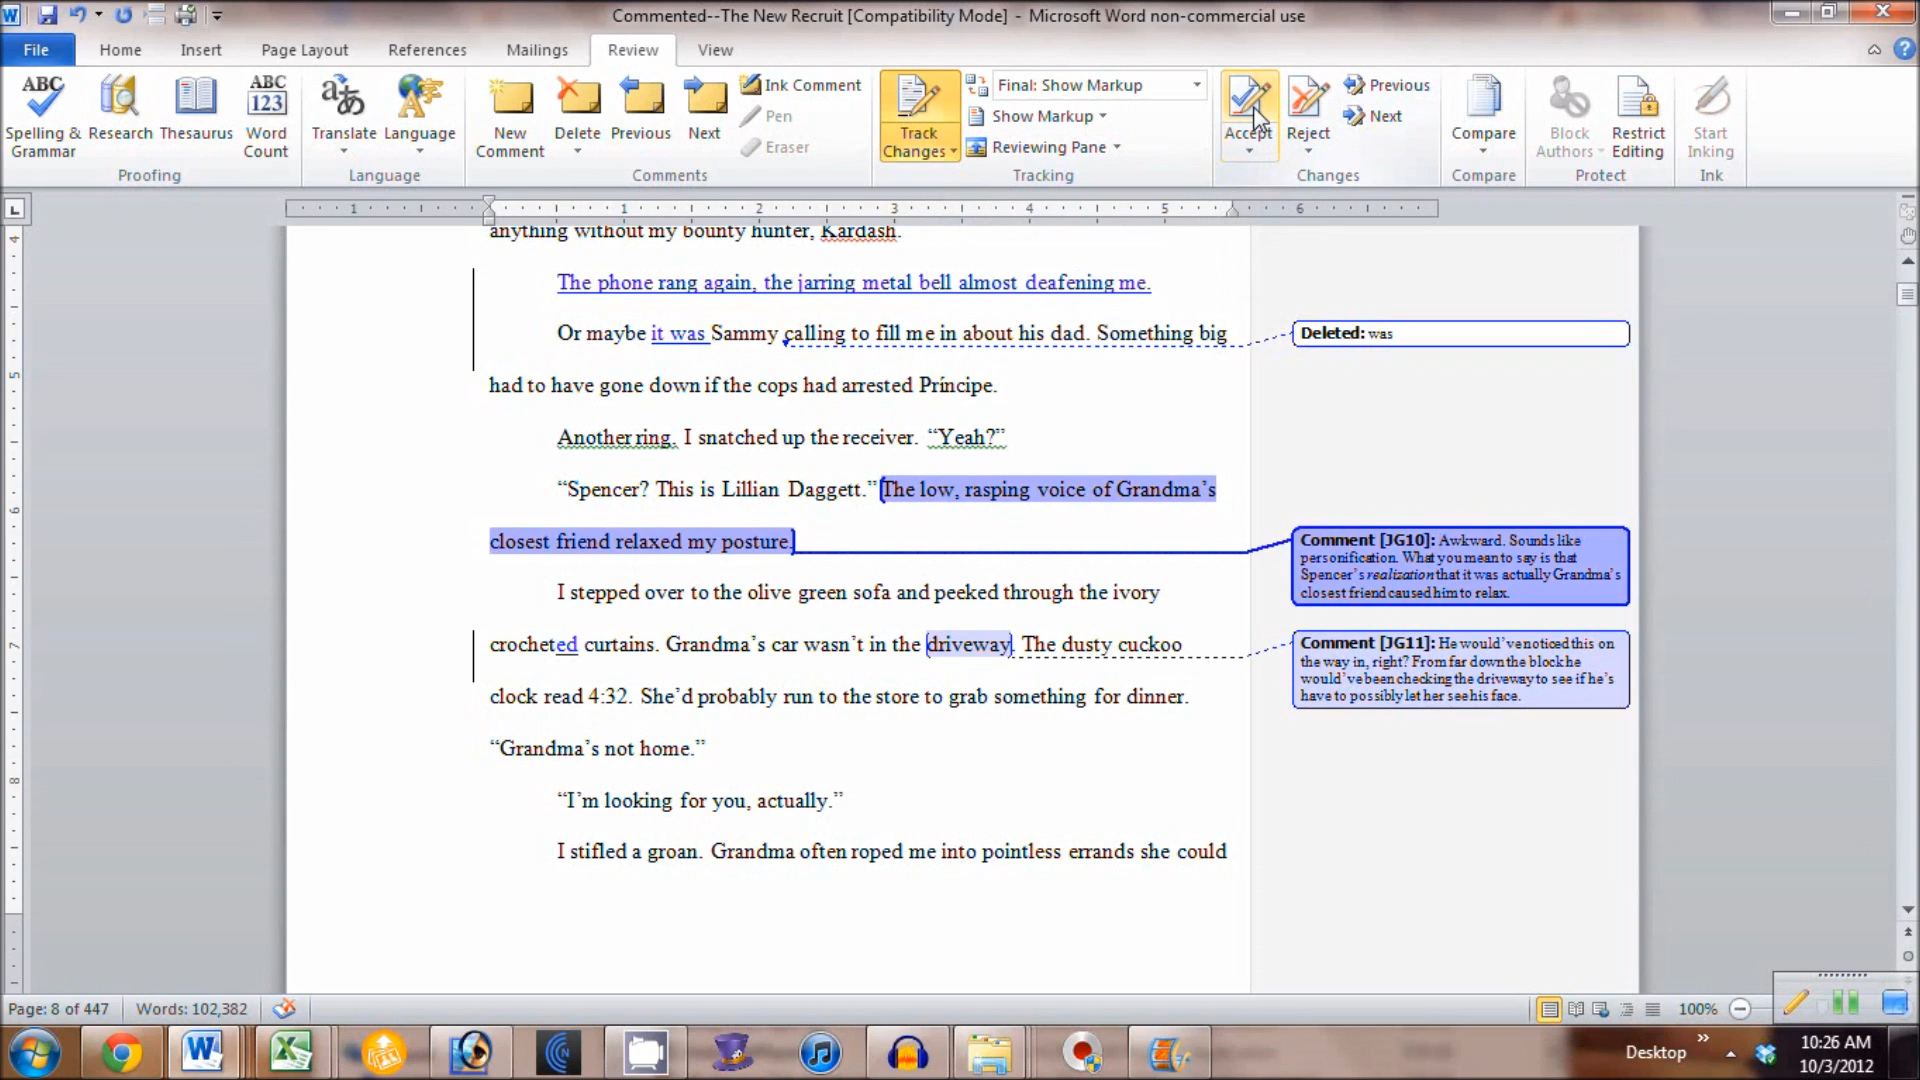 Commented--The New Recruit [Compatibility Mode] - Microsoft Word non-commercial use
File Home Insert Page Layout References Mailings Review View
ABC ABC 123
Spelling & Grammar Research Thesaurus Word Count Translate Language New Comment Delete Previous Next Ink Comment Pen Eraser Track Changes Final: Show Markup Show Markup Reviewing Pane Accept Reject Previous Next Compare Block Authors Restrict Editing Start Inking
Proofing Language Comments Tracking Changes Compare Protect Ink
L 1 1 2 3 4 5 6
4
5
6
7
8
anything without my bounty hunter, Kardash.
The phone rang again, the jarring metal bell almost deafening me.
Or maybe it was Sammy calling to fill me in about his dad. Something big
Deleted: was
had to have gone down if the cops had arrested Príncipe.
Another ring. I snatched up the receiver. “Yeah?”
“Spencer? This is Lillian Daggett.” The low, rasping voice of Grandma’s
closest friend relaxed my posture.
Comment [JG10]: Awkward. Sounds like
personification. What you mean to say is that
Spencer’s realization that it was actually Grandma’s
closest friend caused him to relax.
I stepped over to the olive green sofa and peeked through the ivory
crocheted curtains. Grandma’s car wasn’t in the driveway. The dusty cuckoo
Comment [JG11]: He would’ve noticed this on
the way in, right? From far down the block he
would’ve been checking the driveway to see if he’s
have to possibly let her see his face.
clock read 4:32. She’d probably run to the store to grab something for dinner.
“Grandma’s not home.”
“I’m looking for you, actually.”
I stifled a groan. Grandma often roped me into pointless errands she could
Page: 8 of 447 Words: 102,382 100%
Desktop 10:26 AM
10/3/2012